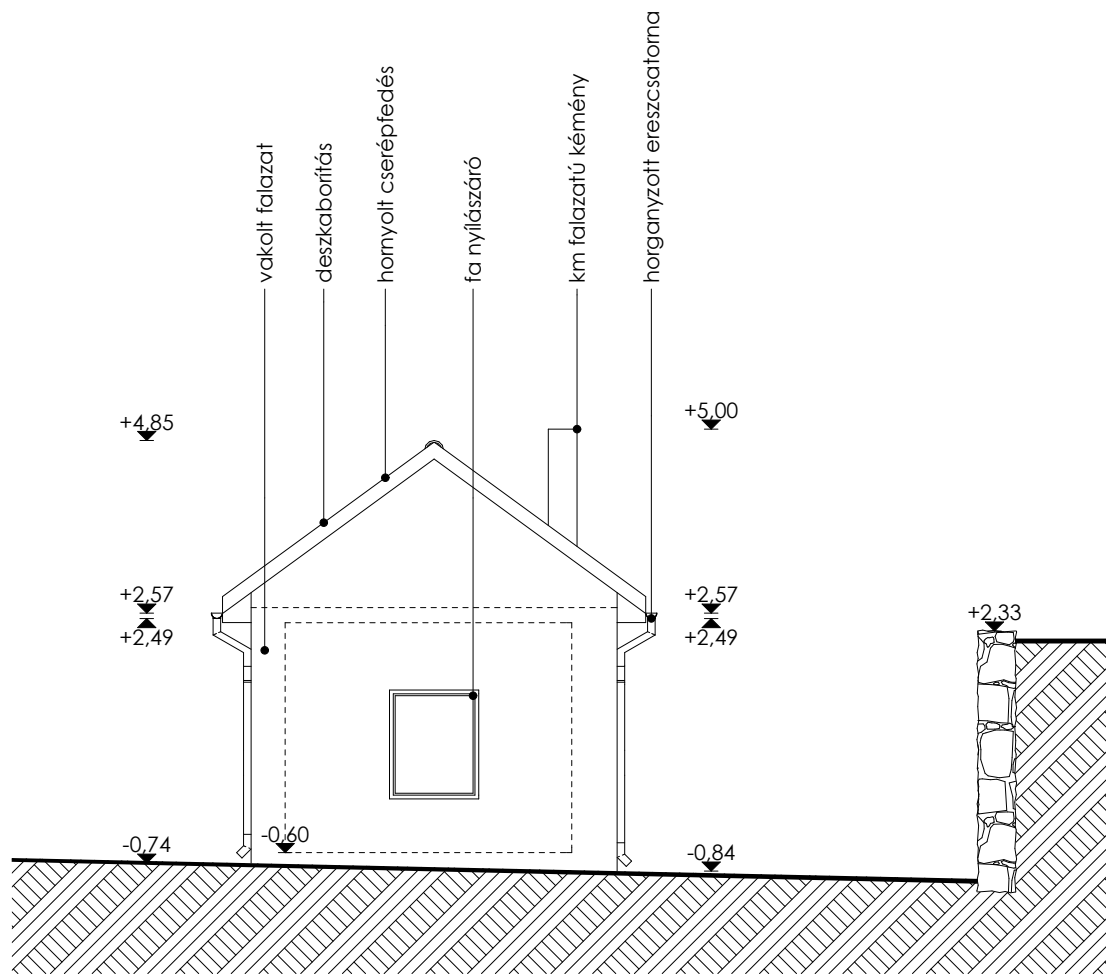 vakolt falazat
deszkaborítás
hornyolt cserépfedés
fa nyílászáró
km falazatú kémény
horganyzott ereszcsatorna
+4,85
+5,00
+2,57
+2,49
+2,57
+2,49
+2,33
-0,74
-0,60
-0,84